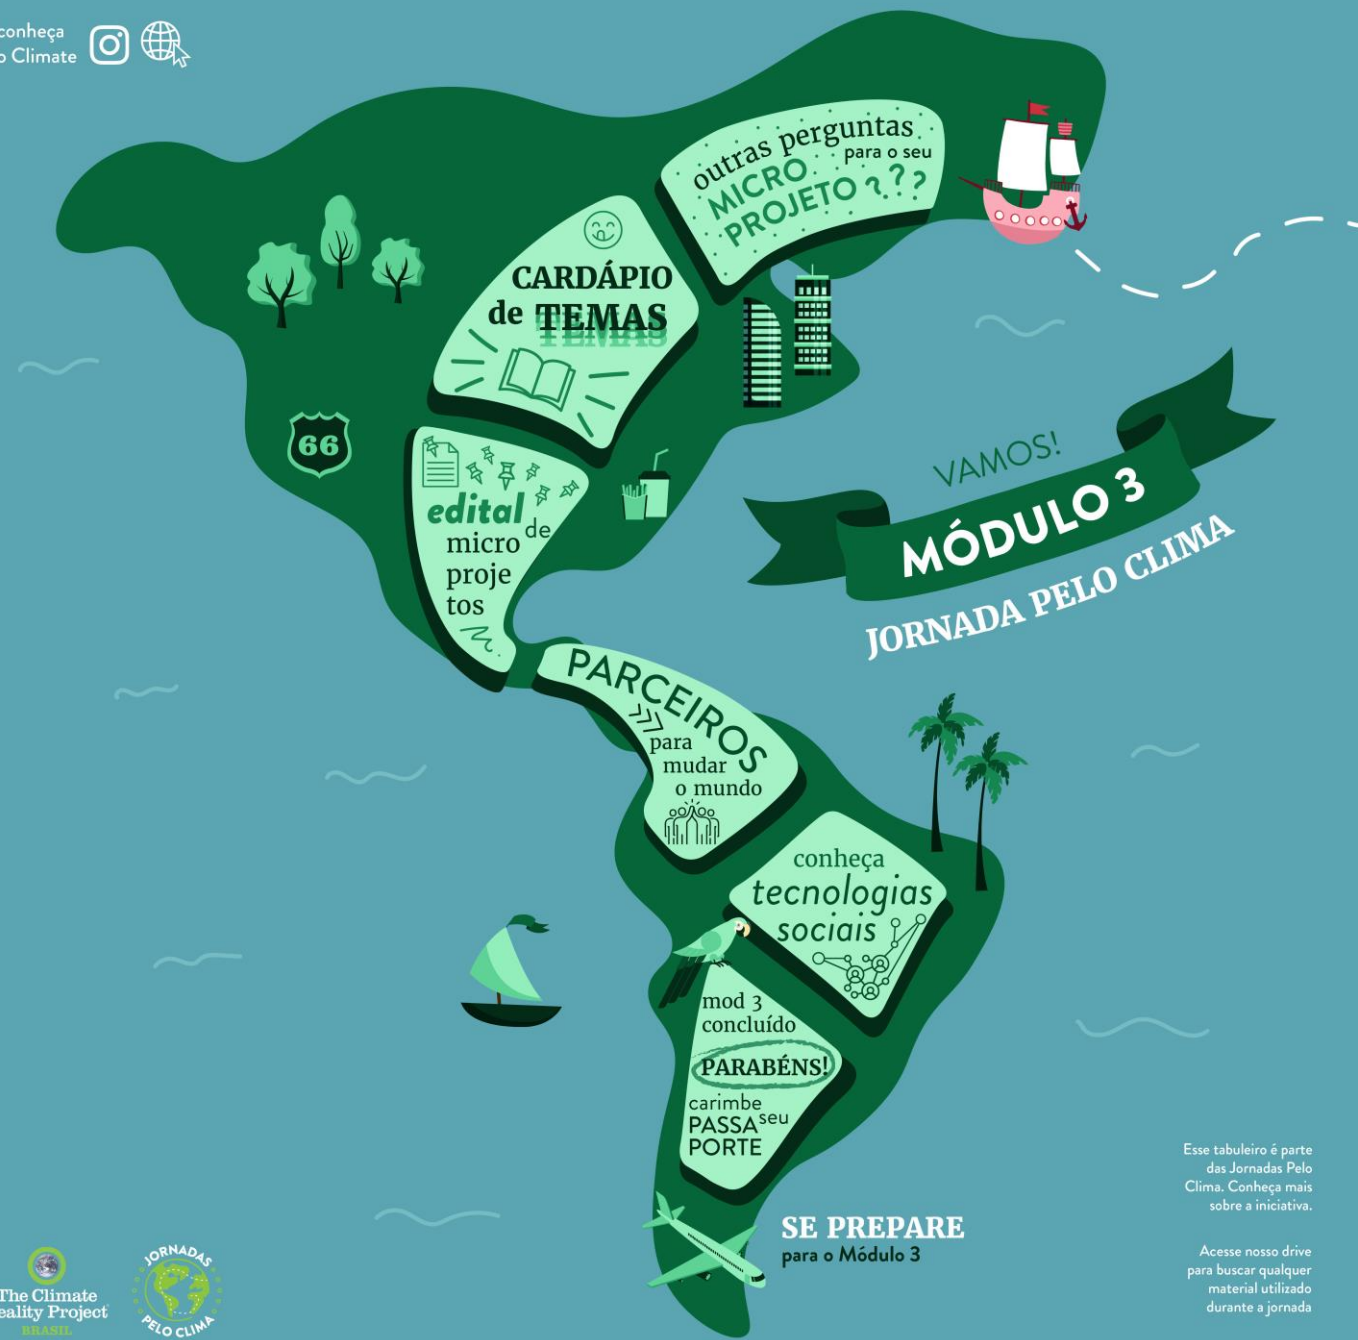 conheça
o Climate
outras perguntas
para o seu
MICRO
PROJETO ???
CARDÁPIO
de TEMAS
66
edital
de
micro
proje
tos
VAMOS!
MÓDULO 3
JORNADA PELO CLIMA
PARCEIROS
>>> para
mudar
o mundo
conheça
tecnologias
sociais
mod 3
concluído
PARABÉNS!
carimbe
seu
PASSA
PORTE
SE PREPARE
para o Módulo 3
Esse tabuleiro é parte
das Jornadas Pelo
Clima. Conheça mais
sobre a iniciativa.
Acesse nosso drive
para buscar qualquer
material utilizado
durante a jornada
The Climate
eality Project
BRASIL
JORNADAS
PELO CLIMA